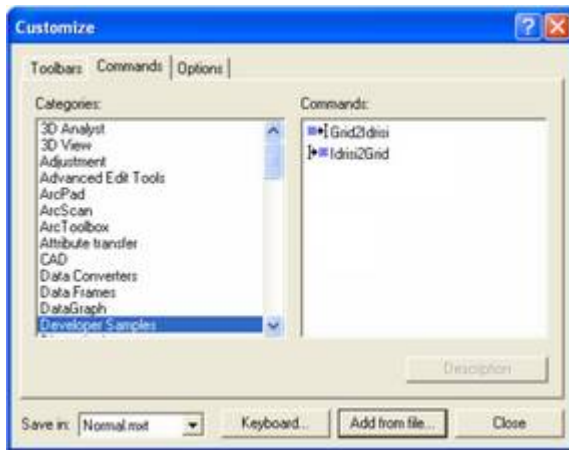 Customize
Toolbars Commands Options
Categories:
3D Analyst
3D View
Adjustment
Advanced Edit Tools
ArcPad
ArcScan
ArcToolbox
Attribute transfer
CAD
Data Converters
Data Frames
DataGraph
Developer Samples
Commands:
Grid2Idrisi
Idrisi2Grid
Description
Save in: Normal.mxt Keyboard... Add from file... Close